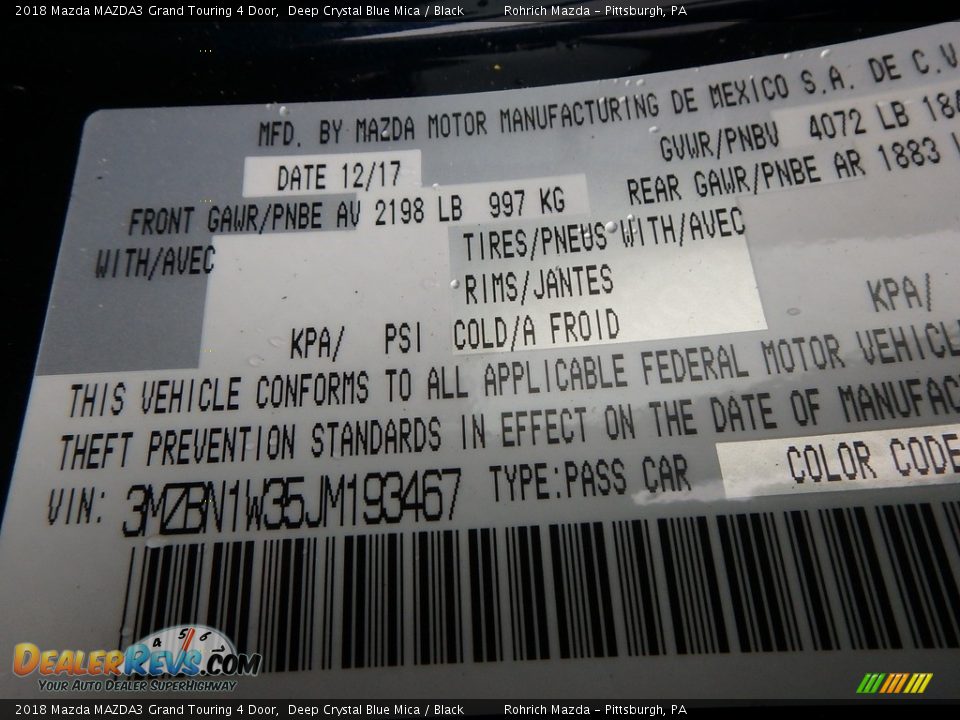 2018 Mazda MAZDA3 Grand Touring 4 Door,  Deep Crystal Blue Mica / Black    Rohrich Mazda - Pittsburgh, PA
MFD. BY MAZDA MOTOR MANUFACTURING DE MEXICO S.A. DE C.V
DATE 12/17  GVWR/PNBV  4072 LB
FRONT GAWR/PNBE AV 2198 LB  997 KG  REAR GAWR/PNBE AR 1883
WITH/AVEC  TIRES/PNEUS WITH/AVEC
RIMS/JANTES
KPA/  PSI  COLD/A FROID  KPA/
THIS VEHICLE CONFORMS TO ALL APPLICABLE FEDERAL MOTOR VEHICLE
THEFT PREVENTION STANDARDS IN EFFECT ON THE DATE OF MANUFAC
VIN: 3MZBN1W35JM193467  TYPE:PASS CAR  COLOR CODE
4 5 6
DEALERREVS.COM
YOUR AUTO DEALER SUPERHIGHWAY
2018 Mazda MAZDA3 Grand Touring 4 Door,  Deep Crystal Blue Mica / Black    Rohrich Mazda - Pittsburgh, PA